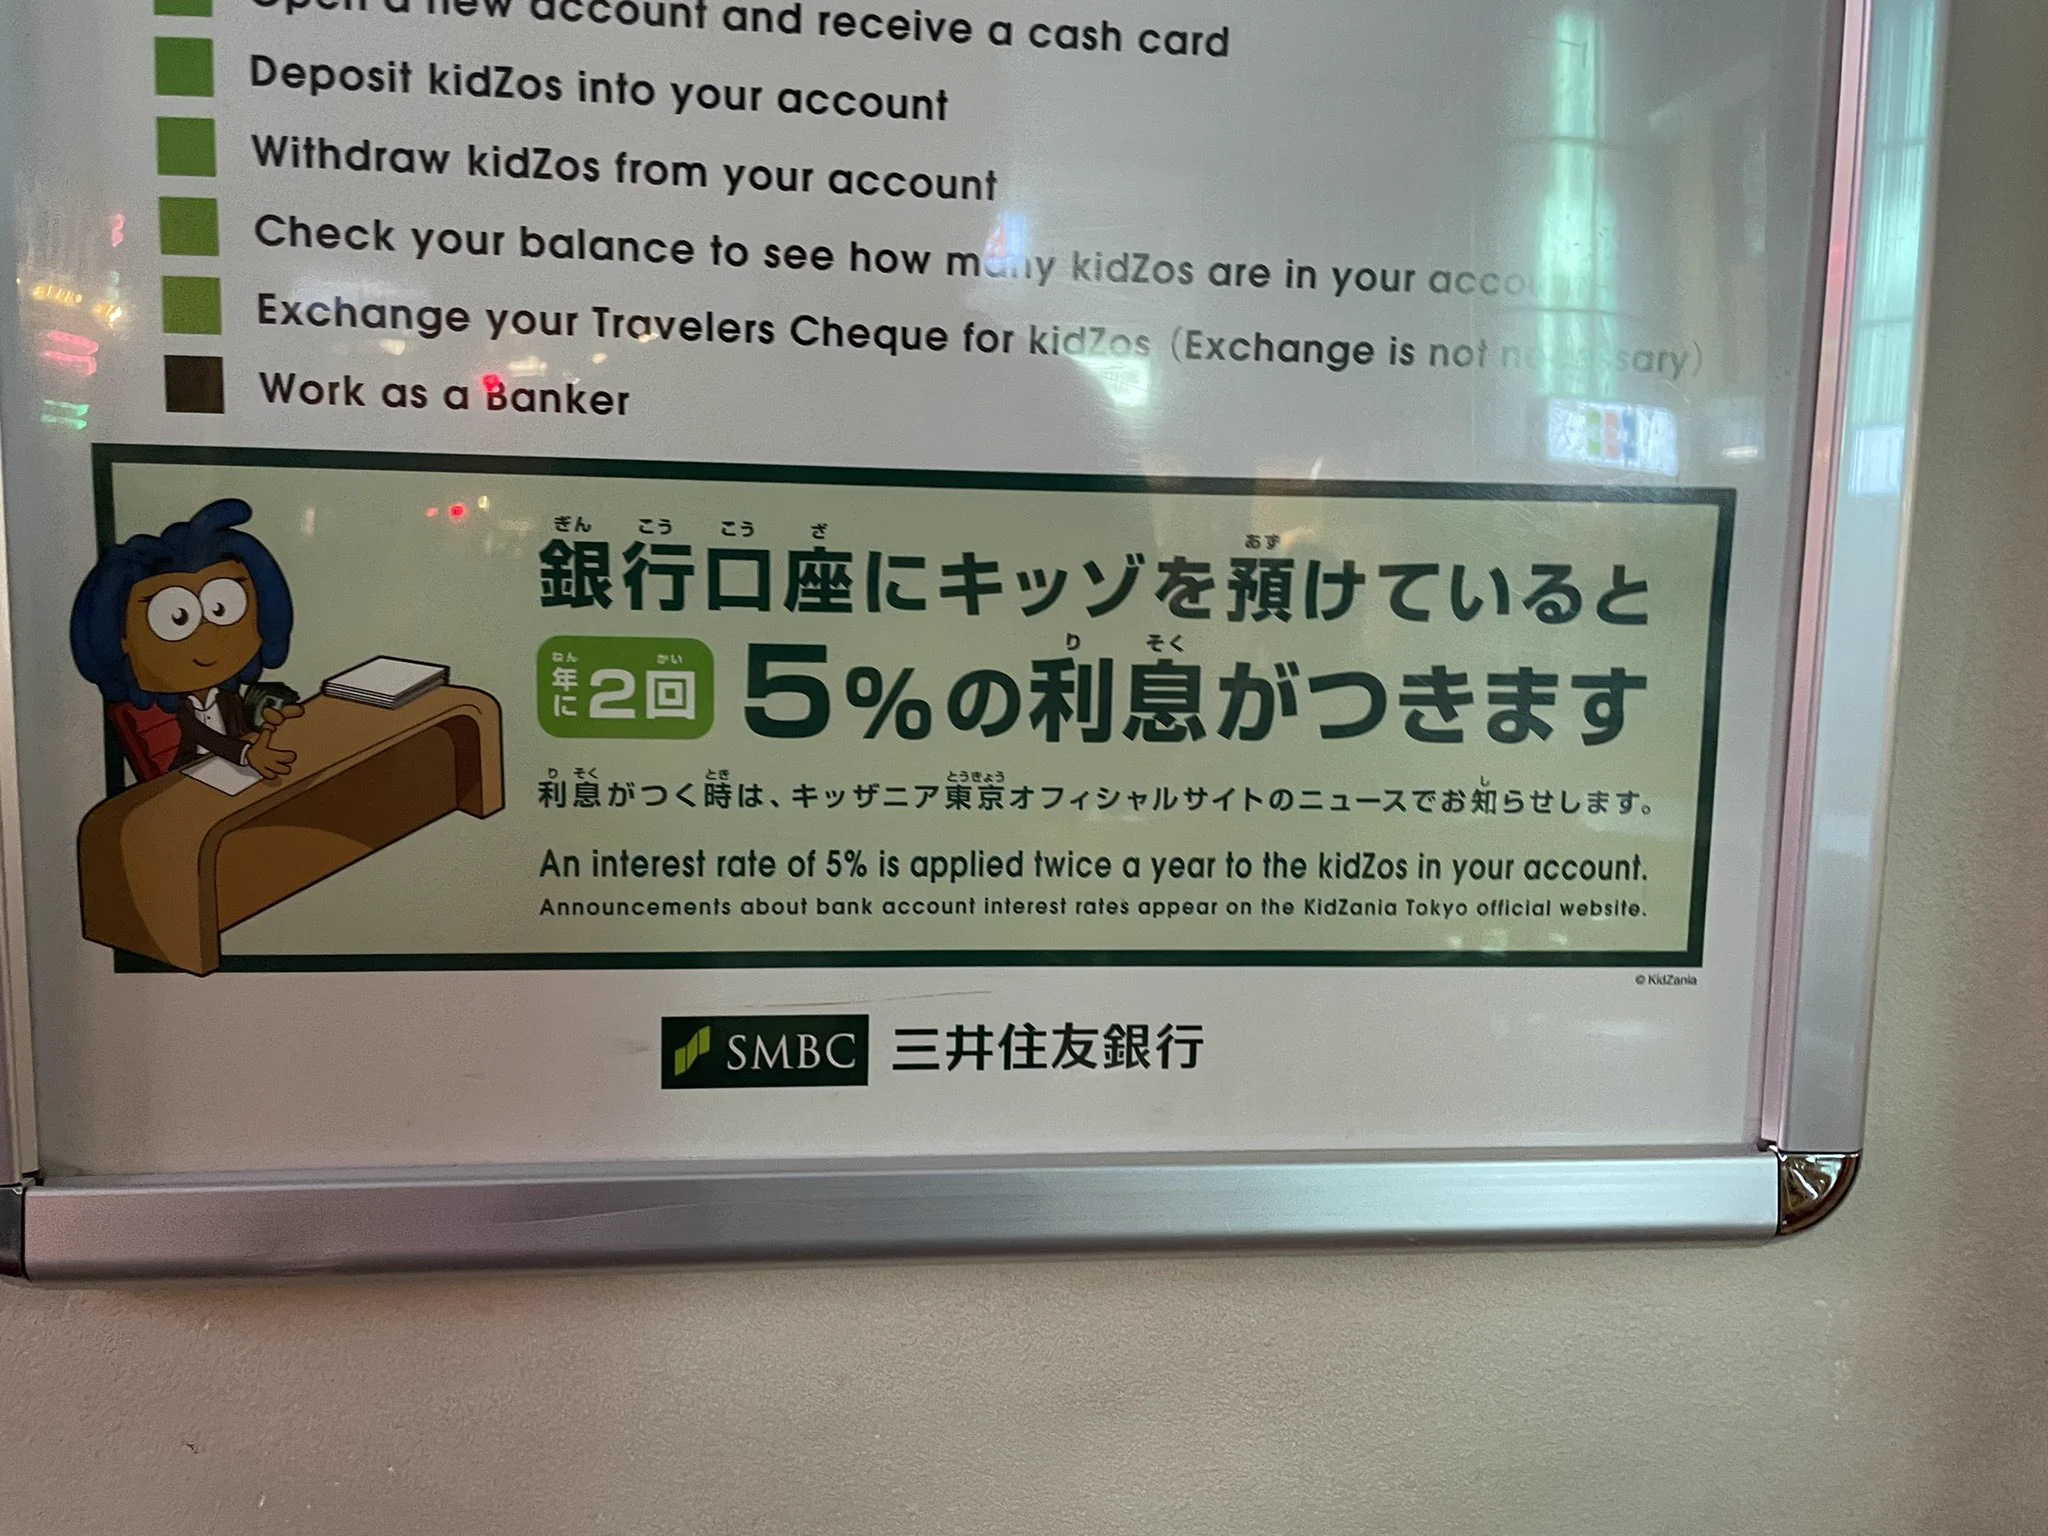 Open a new account and receive a cash card
Deposit kidZos into your account
Withdraw kidZos from your account
Check your balance to see how many kidZos are in your
Exchange your Travelers Cheque for kidZos (Exchange is not necessary)
Work as a Banker
ぎん こう こう ざ あず
銀行口座にキッゾを預けていると
ねん かい り そく
年に2回 5%の利息がつきます
り そく とき とうきょう し
利息がつく時は、キッザニア東京オフィシャルサイトのニュースでお知らせします。
An interest rate of 5% is applied twice a year to the kidZos in your account.
Announcements about bank account interest rates appear on the KidZania Tokyo official website.
© KidZania
SMBC 三井住友銀行